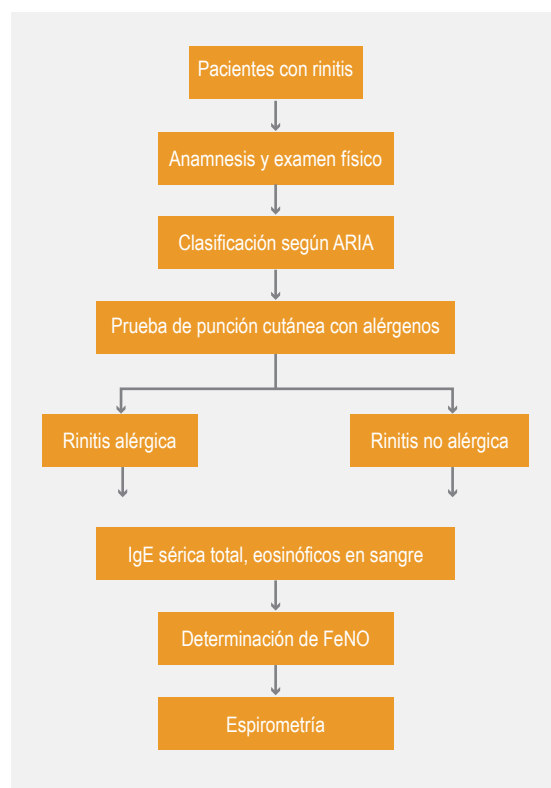 Pacientes con rinitis
Anamnesis y examen físico
Clasificación según ARIA
Prueba de punción cutánea con alérgenos
Rinitis alérgica
Rinitis no alérgica
IgE sérica total, eosinóficos en sangre
Determinación de FeNO
Espirometría